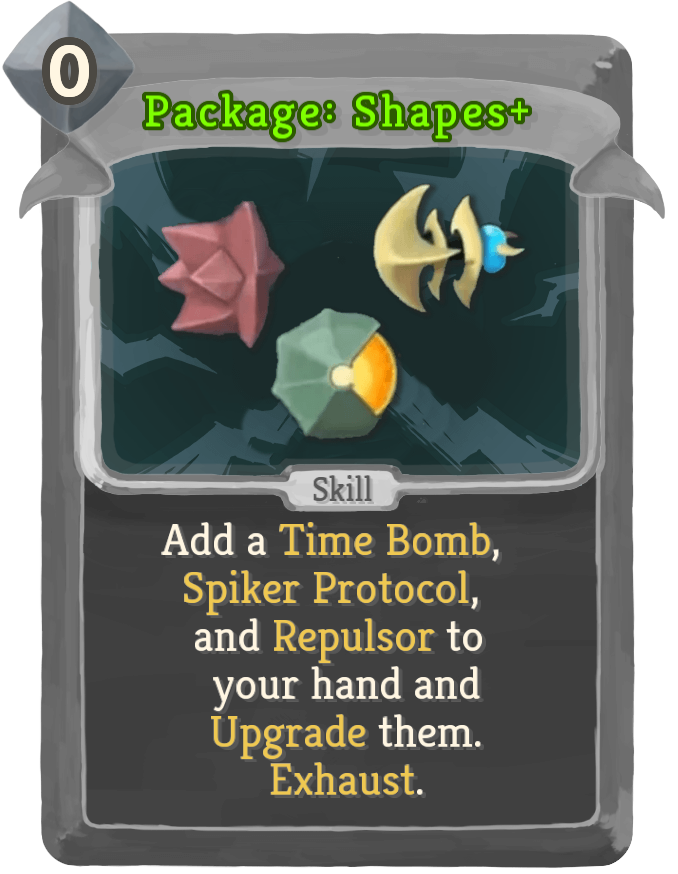 0
Package: Shapes+
Skill
Add a Time Bomb,
Spiker Protocol,
and Repulsor to
your hand and
Upgrade them.
Exhaust.